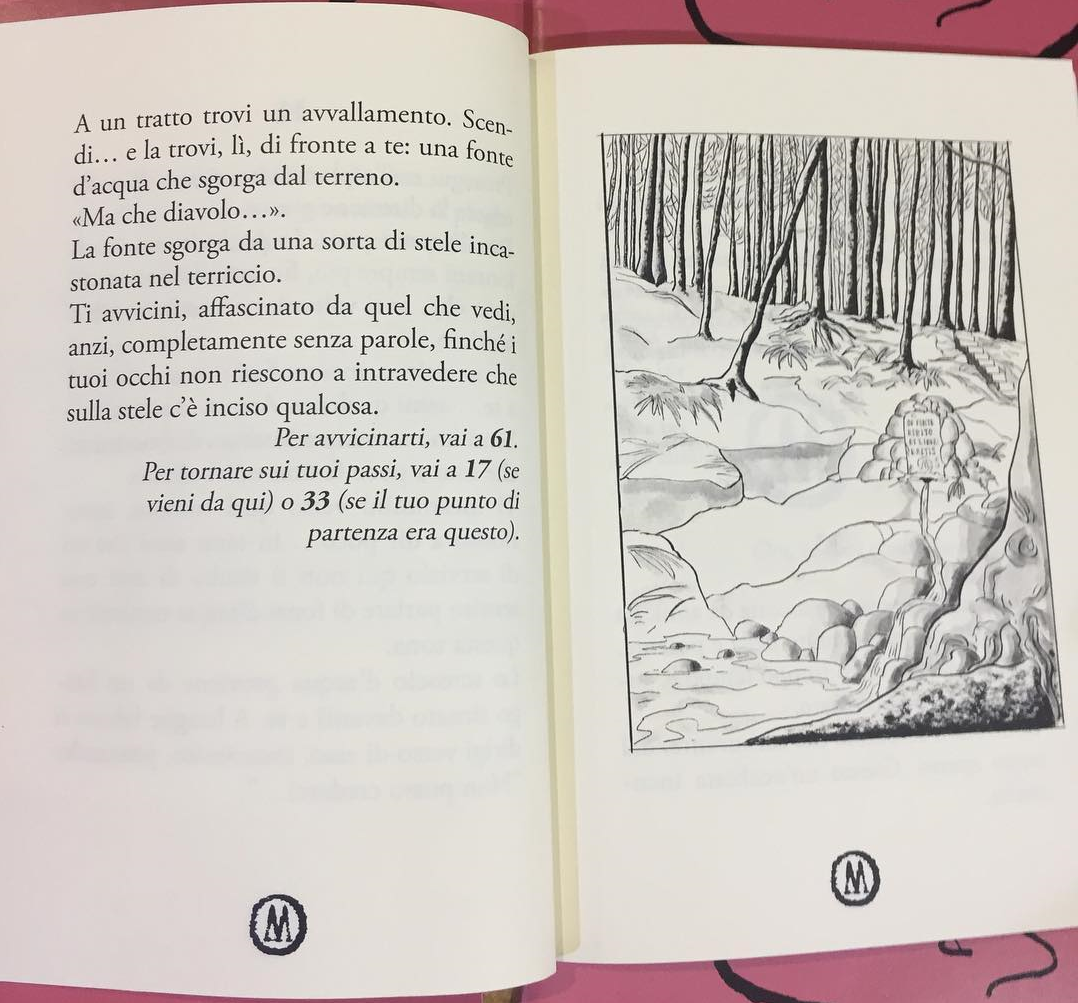 A un tratto trovi un avvallamento. Scen-
di… e la trovi, lì, di fronte a te: una fonte
d'acqua che sgorga dal terreno.
«Ma che diavolo…».
La fonte sgorga da una sorta di stele inca-
stonata nel terriccio.
Ti avvicini, affascinato da quel che vedi,
anzi, completamente senza parole, finché i
tuoi occhi non riescono a intravedere che
sulla stele c'è inciso qualcosa.
Per avvicinarti, vai a 61.
Per tornare sui tuoi passi, vai a 17 (se
vieni da qui) o 33 (se il tuo punto di
partenza era questo).
M
M